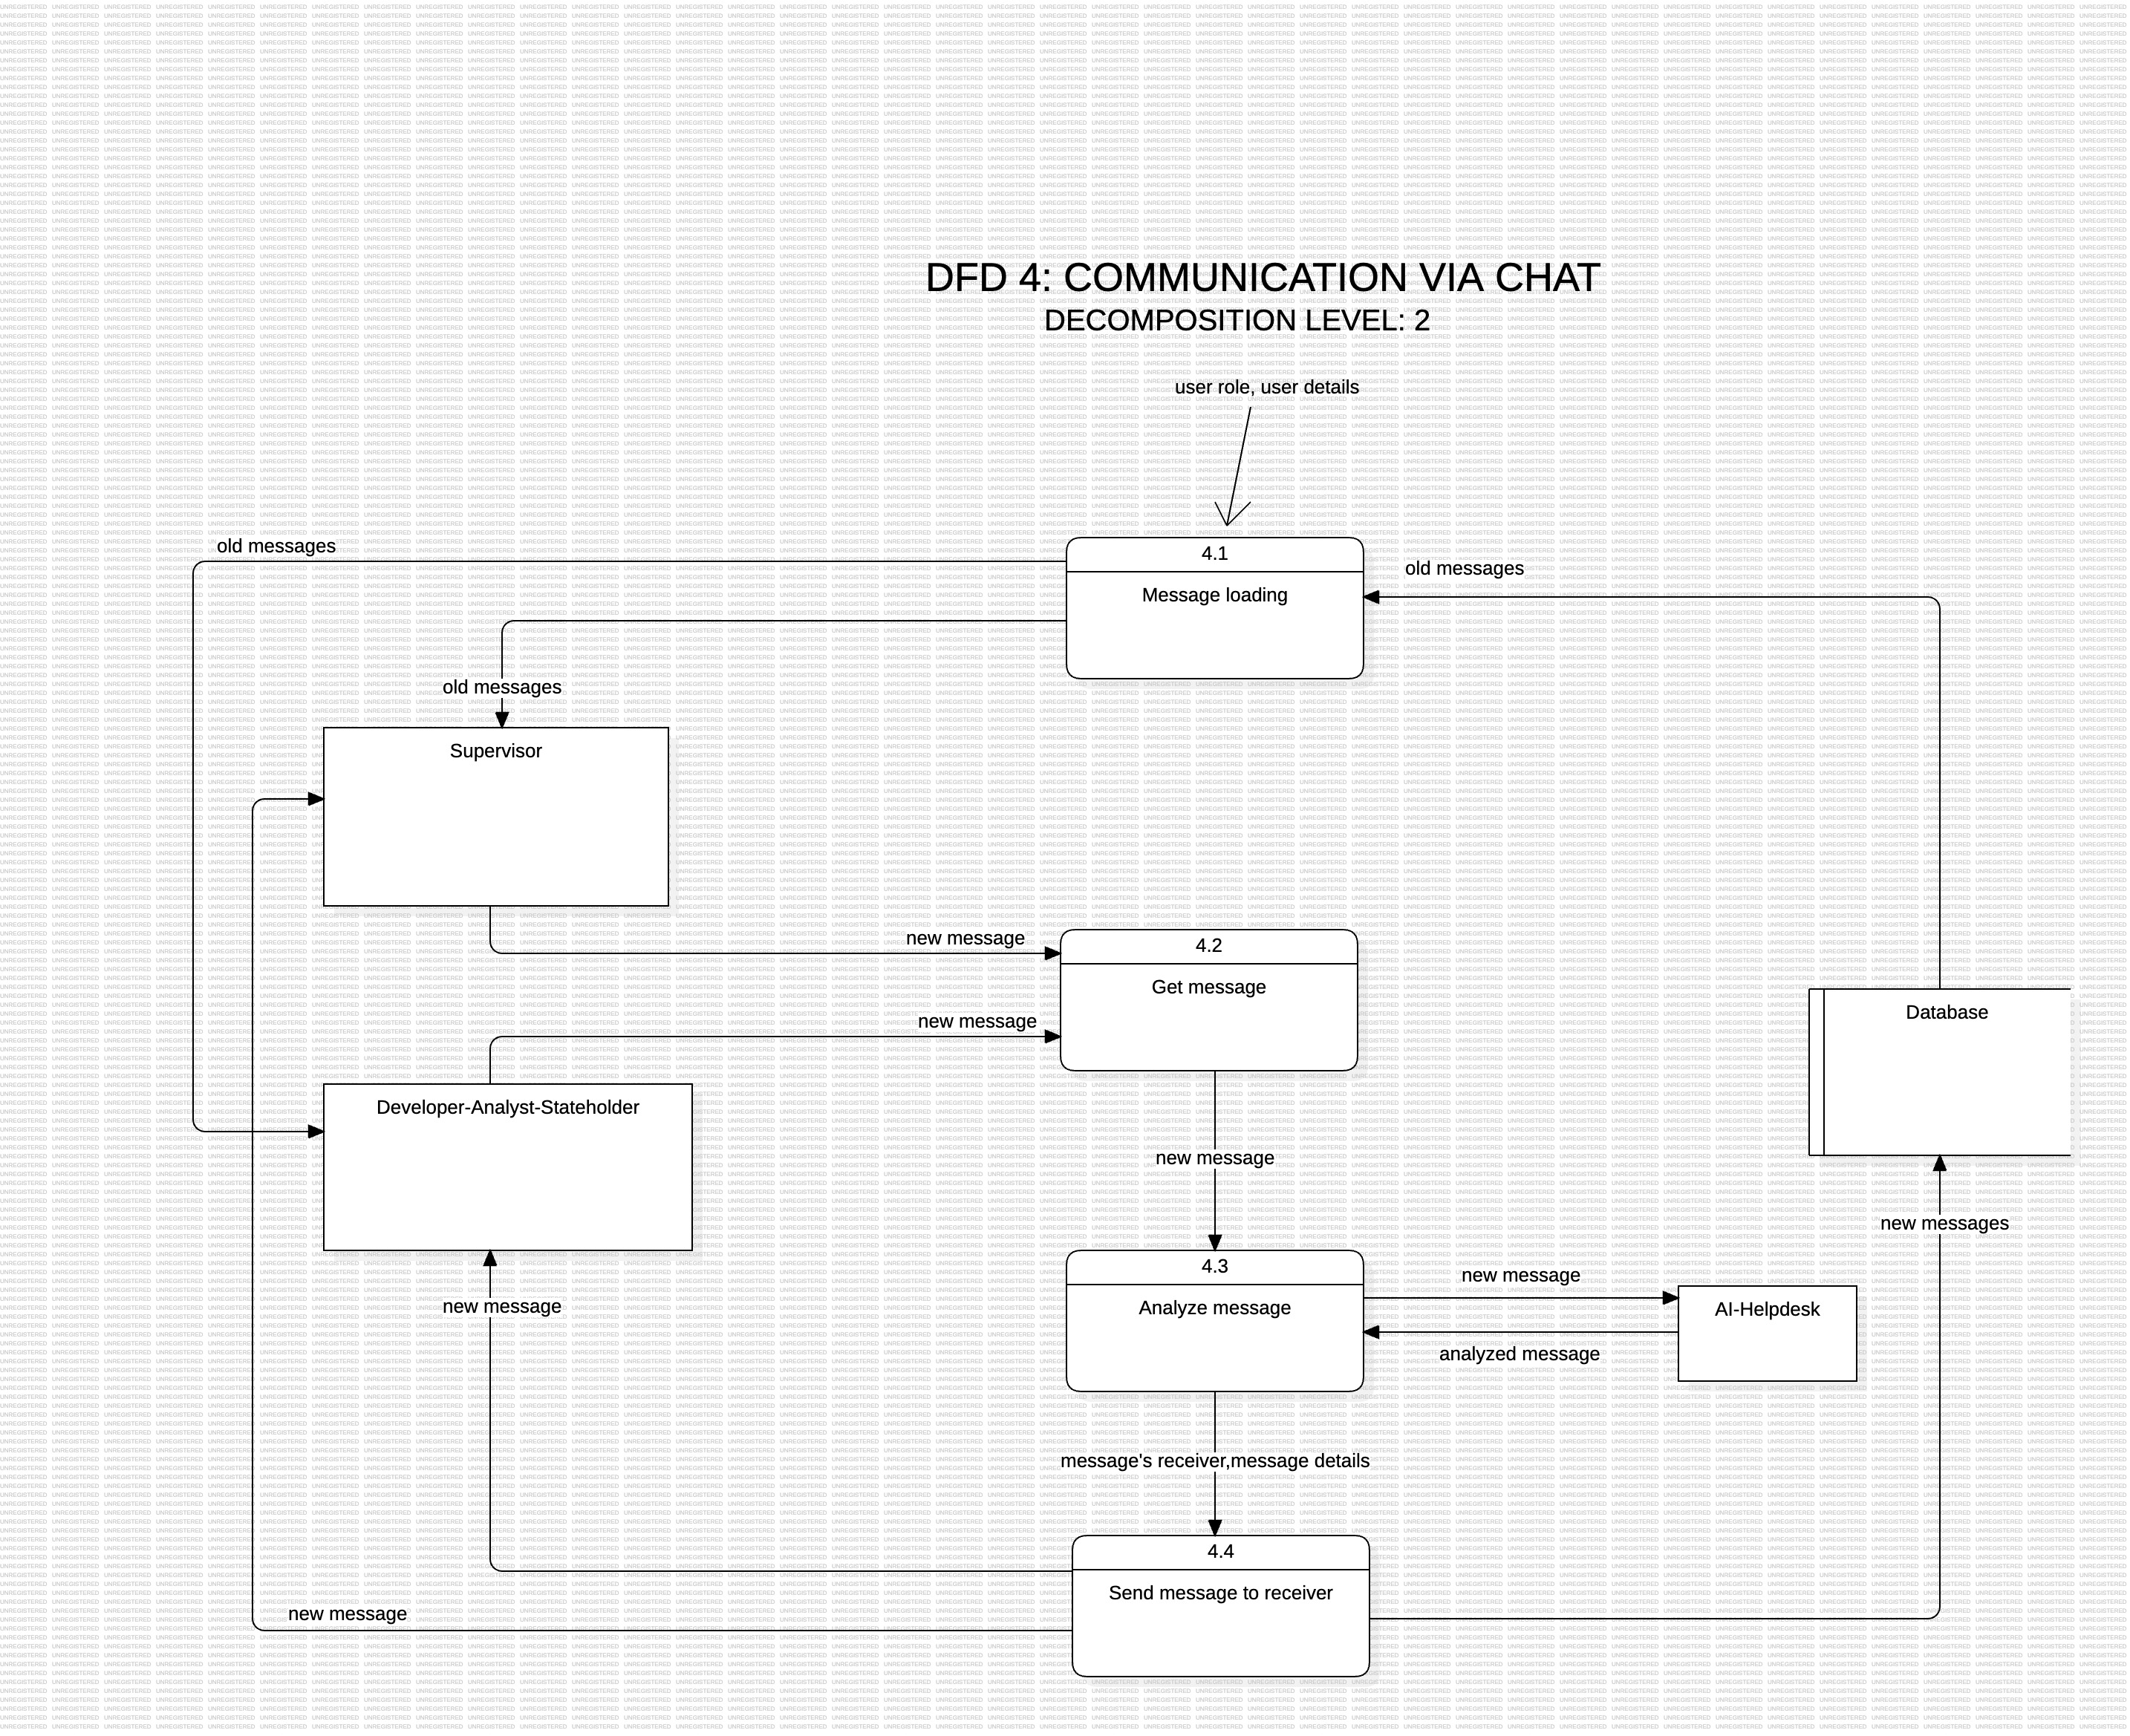 DFD 4: COMMUNICATION VIA CHAT
DECOMPOSITION LEVEL: 2
user role, user details
old messages
4.1
Message loading
old messages
old messages
Supervisor
new message
4.2
Get message
new message
Database
Developer-Analyst-Stateholder
new message
new messages
4.3
Analyze message
new message
AI-Helpdesk
analyzed message
new message
message's receiver,message details
4.4
Send message to receiver
new message
UNREGISTERED